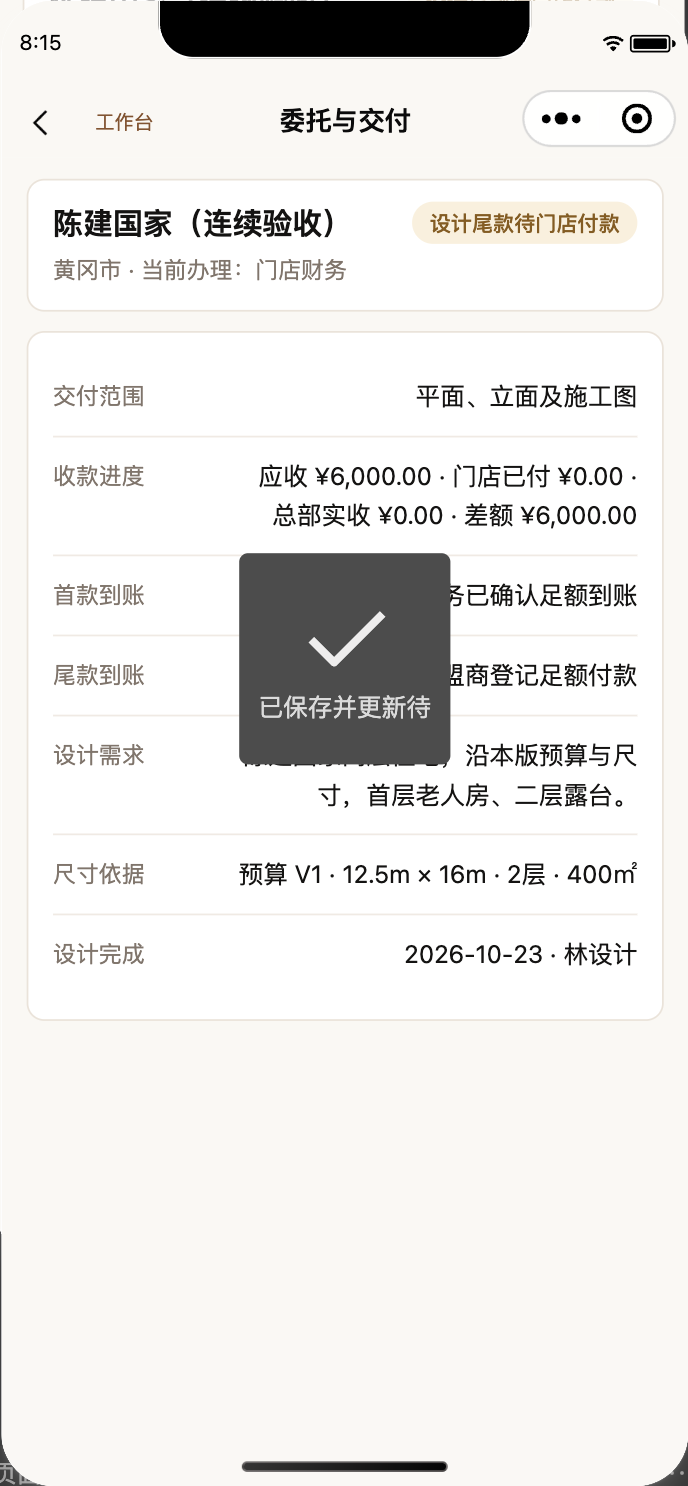 8:15
工作台
委托与交付
陈建国家（连续验收）
设计尾款待门店付款
黄冈市 · 当前办理：门店财务
交付范围
平面、立面及施工图
收款进度
应收 ¥6,000.00 · 门店已付 ¥0.00 ·
总部实收 ¥0.00 · 差额 ¥6,000.00
首款到账
务已确认足额到账
尾款到账
盟商登记足额付款
已保存并更新待
设计需求
沿本版预算与尺
寸，首层老人房、二层露台。
尺寸依据
预算 V1 · 12.5m × 16m · 2层 · 400㎡
设计完成
2026-10-23 · 林设计